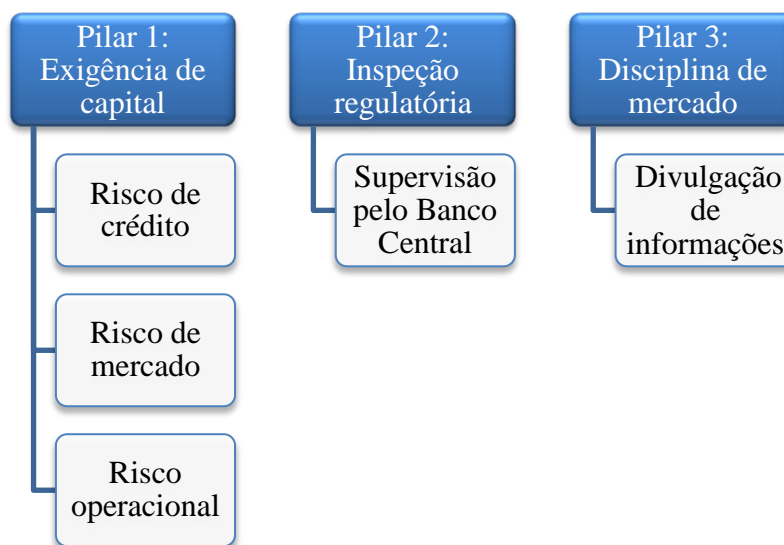 Pilar 1:
Exigência de
capital
Risco de
crédito
Risco de
mercado
Risco
operacional
Pilar 2:
Inspeção
regulatória
Supervisão
pelo Banco
Central
Pilar 3:
Disciplina de
mercado
Divulgação
de
informações